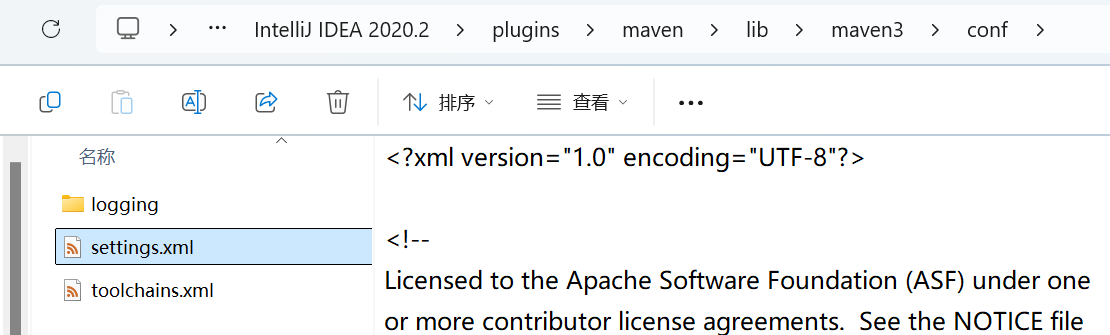 IntelliJ IDEA 2020.2 > plugins > maven > lib > maven3 > conf >
排序 查看
名称
logging
settings.xml
toolchains.xml
<?xml version="1.0" encoding="UTF-8"?>
<!--
Licensed to the Apache Software Foundation (ASF) under one
or more contributor license agreements.  See the NOTICE file